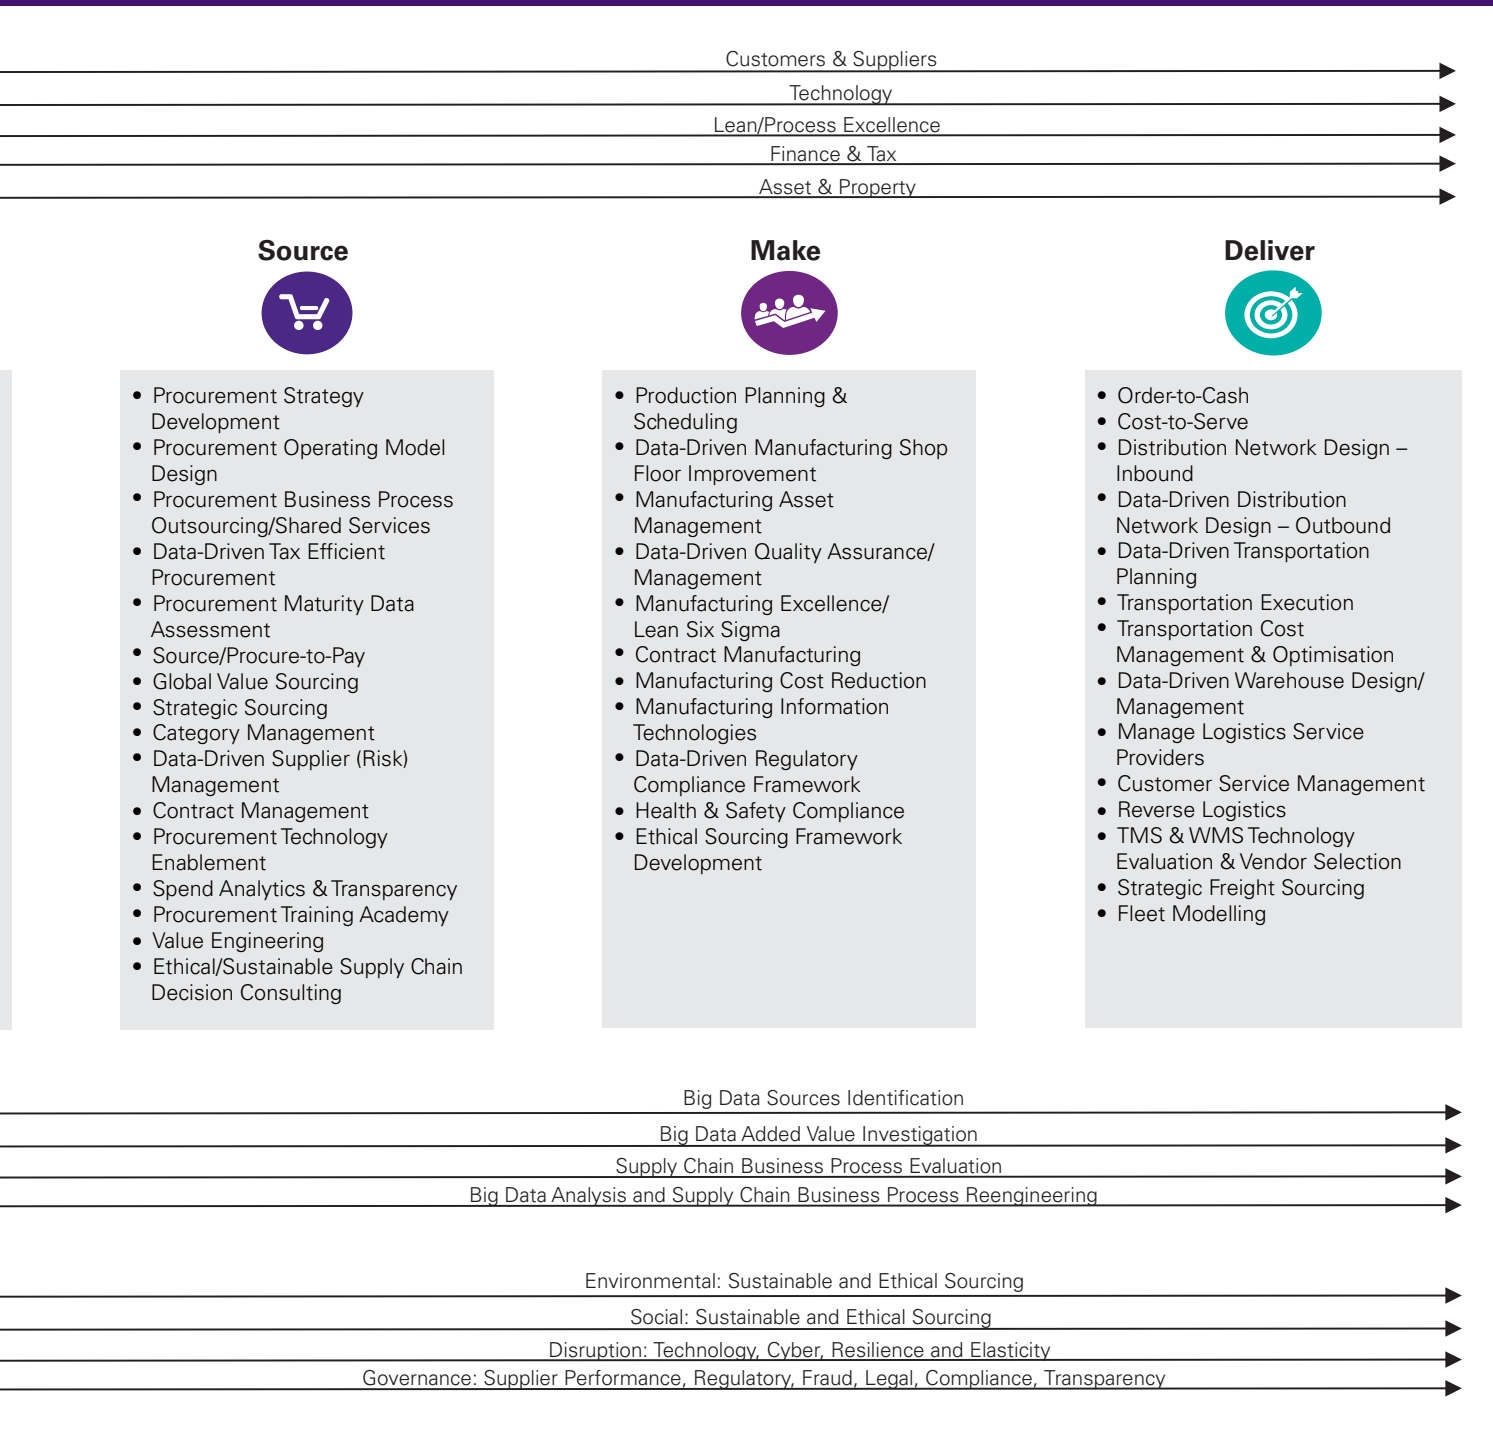 Customers & Suppliers
Technology
Lean/Process Excellence
Finance & Tax
Asset & Property
Source
• Procurement Strategy
Development
• Procurement Operating Model
Design
• Procurement Business Process
Outsourcing/Shared Services
• Data-Driven Tax Efficient
Procurement
• Procurement Maturity Data
Assessment
• Source/Procure-to-Pay
• Global Value Sourcing
• Strategic Sourcing
• Category Management
• Data-Driven Supplier (Risk)
Management
• Contract Management
• Procurement Technology
Enablement
• Spend Analytics & Transparency
• Procurement Training Academy
• Value Engineering
• Ethical/Sustainable Supply Chain
Decision Consulting
Make
• Production Planning &
Scheduling
• Data-Driven Manufacturing Shop
Floor Improvement
• Manufacturing Asset
Management
• Data-Driven Quality Assurance/
Management
• Manufacturing Excellence/
Lean Six Sigma
• Contract Manufacturing
• Manufacturing Cost Reduction
• Manufacturing Information
Technologies
• Data-Driven Regulatory
Compliance Framework
• Health & Safety Compliance
• Ethical Sourcing Framework
Development
Deliver
• Order-to-Cash
• Cost-to-Serve
• Distribution Network Design –
Inbound
• Data-Driven Distribution
Network Design – Outbound
• Data-Driven Transportation
Planning
• Transportation Execution
• Transportation Cost
Management & Optimisation
• Data-Driven Warehouse Design/
Management
• Manage Logistics Service
Providers
• Customer Service Management
• Reverse Logistics
• TMS & WMS Technology
Evaluation & Vendor Selection
• Strategic Freight Sourcing
• Fleet Modelling
Big Data Sources Identification
Big Data Added Value Investigation
Supply Chain Business Process Evaluation
Big Data Analysis and Supply Chain Business Process Reengineering
Environmental: Sustainable and Ethical Sourcing
Social: Sustainable and Ethical Sourcing
Disruption: Technology, Cyber, Resilience and Elasticity
Governance: Supplier Performance, Regulatory, Fraud, Legal, Compliance, Transparency